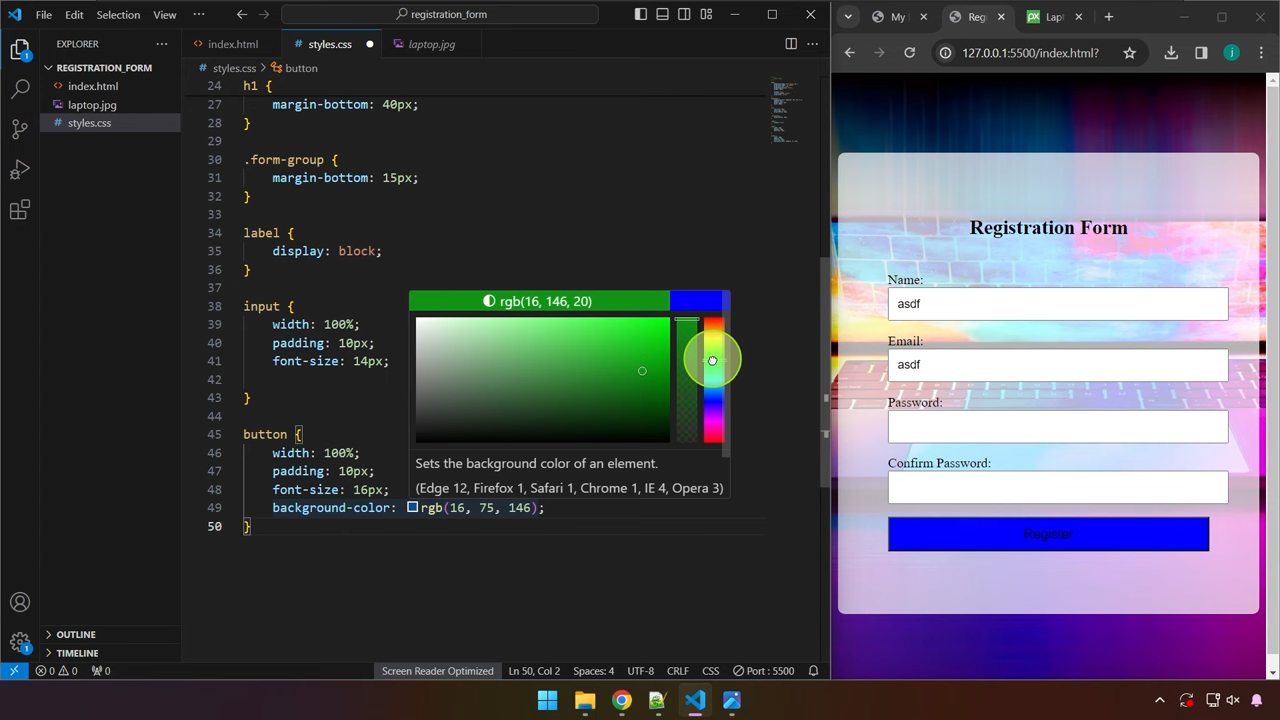 File Edit Selection View ··· registration_form
My Reg Lapt
EXPLORER ··· index.html # styles.css laptop.jpg
127.0.0.1:5500/index.html? j
REGISTRATION_FORM
# styles.css > button
index.html
laptop.jpg
# styles.css
24 h1 {
27 margin-bottom: 40px;
28 }
29
30 .form-group {
31 margin-bottom: 15px;
32 }
33
34 label {
35 display: block;
36 }
37
38 input {
39 width: 100%;
40 padding: 10px;
41 font-size: 14px;
42
43 }
44
45 button {
46 width: 100%;
47 padding: 10px;
48 font-size: 16px;
49 background-color: rgb(16, 75, 146);
50 }
rgb(16, 146, 20)
Sets the background color of an element.
(Edge 12, Firefox 1, Safari 1, Chrome 1, IE 4, Opera 3)
Registration Form
Name:
asdf
Email:
asdf
Password:
Confirm Password:
Register
1
1
OUTLINE
TIMELINE
0 0 0 Screen Reader Optimized Ln 50, Col 2 Spaces: 4 UTF-8 CRLF CSS Port : 5500